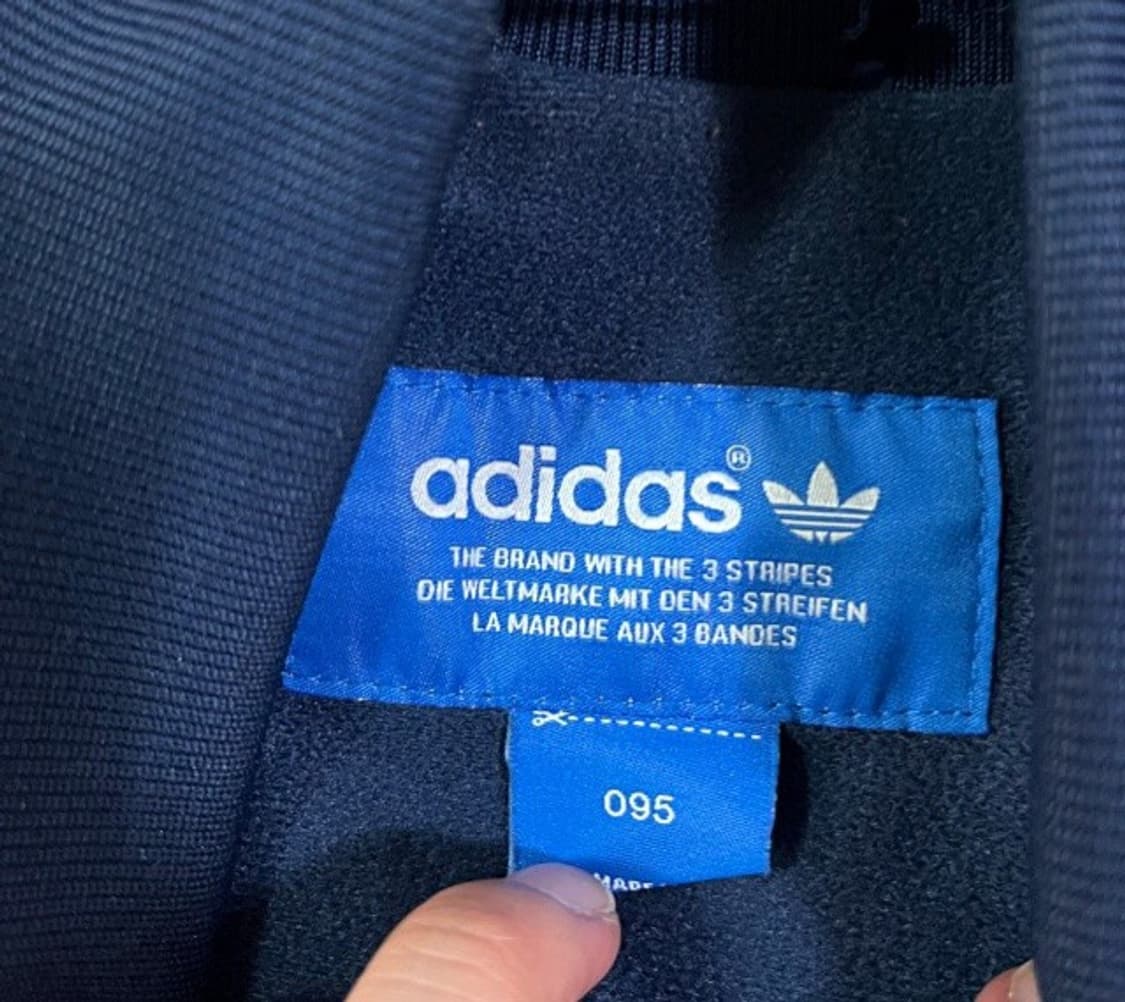 adidas®
THE BRAND WITH THE 3 STRIPES
DIE WELTMARKE MIT DEN 3 STREIFEN
LA MARQUE AUX 3 BANDES
095